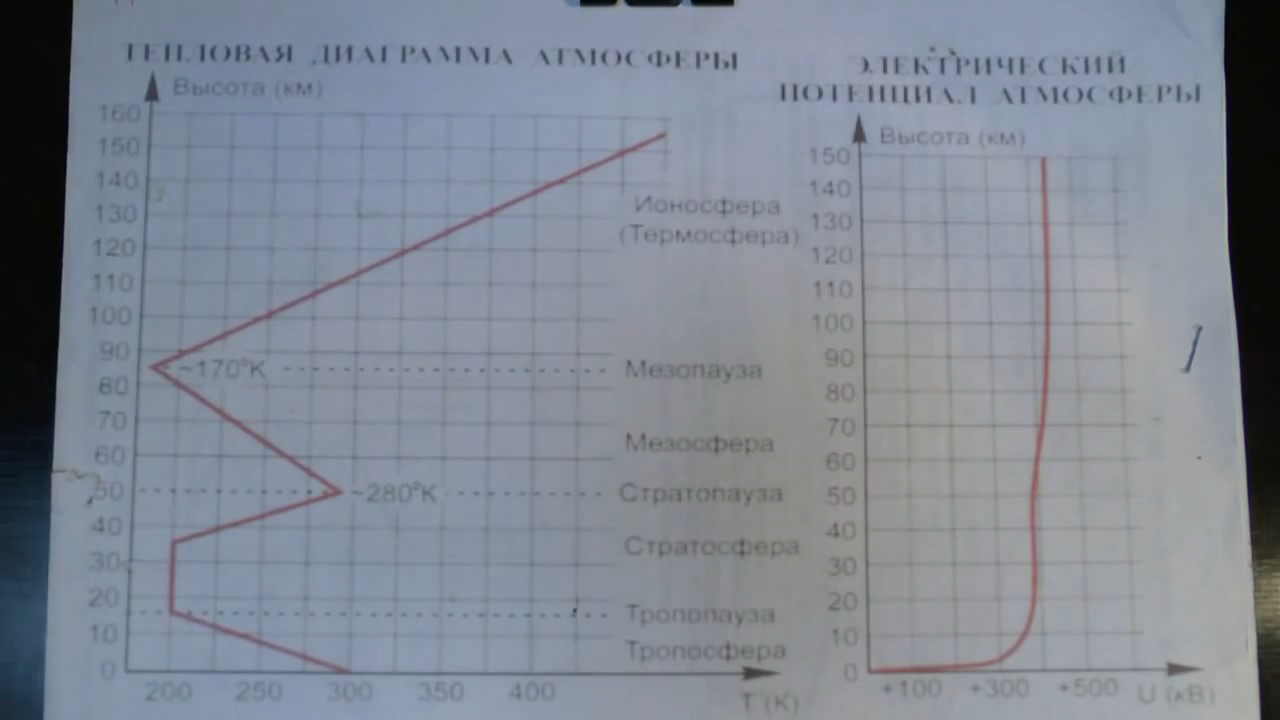 ТЕПЛОВАЯ ДИАГРАММА АТМОСФЕРЫ
Высота (км)
160
150
140
130
120
110
100
90
80
70
60
50
40
30
20
10
0
~170°К
~280°К
Ионосфера
(Термосфера)
Мезопауза
Мезосфера
Стратопауза
Стратосфера
Тропопауза
Тропосфера
200 250 300 350 400 Т (К)
ЭЛЕКТРИЧЕСКИЙ
ПОТЕНЦИАЛ АТМОСФЕРЫ
Высота (км)
150
140
130
120
110
100
90
80
70
60
50
40
30
20
10
0
+100 +300 +500 U (кВ)